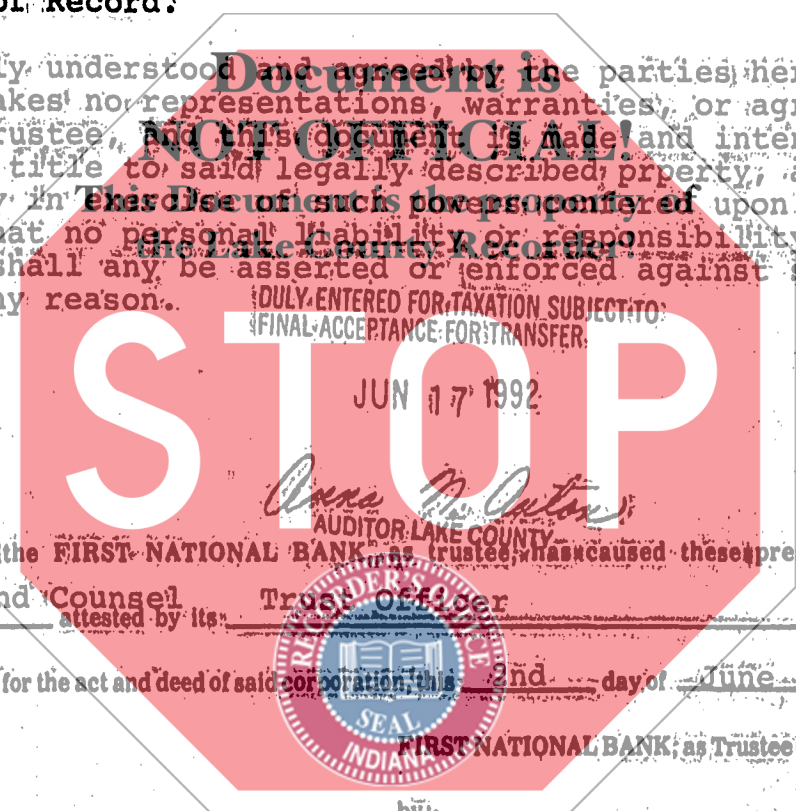 of Record.
ly understood and agreed by the parties her
akes no representations, warranties, or agr
rustee, and this document is made and inten
title to said legally described property, a
y in exercise of such powers conferred upon
at no personal liability or responsibility
shall any be asserted or enforced against s
ny reason.
Document is
NOT OFFICIAL!
This Document is the property of
the Lake County Recorder!
DULY ENTERED FOR TAXATION SUBJECT TO
FINAL ACCEPTANCE FOR TRANSFER.
JUN 17 1992
STOP
Anna M. Anton
AUDITOR LAKE COUNTY
the FIRST NATIONAL BANK, as trustee, has caused these pre
nd Counsel Trust Officer
attested by its
for the act and deed of said corporation, this 2nd day of June
RECORDER'S OFFICE
SEAL
INDIANA
FIRST NATIONAL BANK, as Trustee
by: